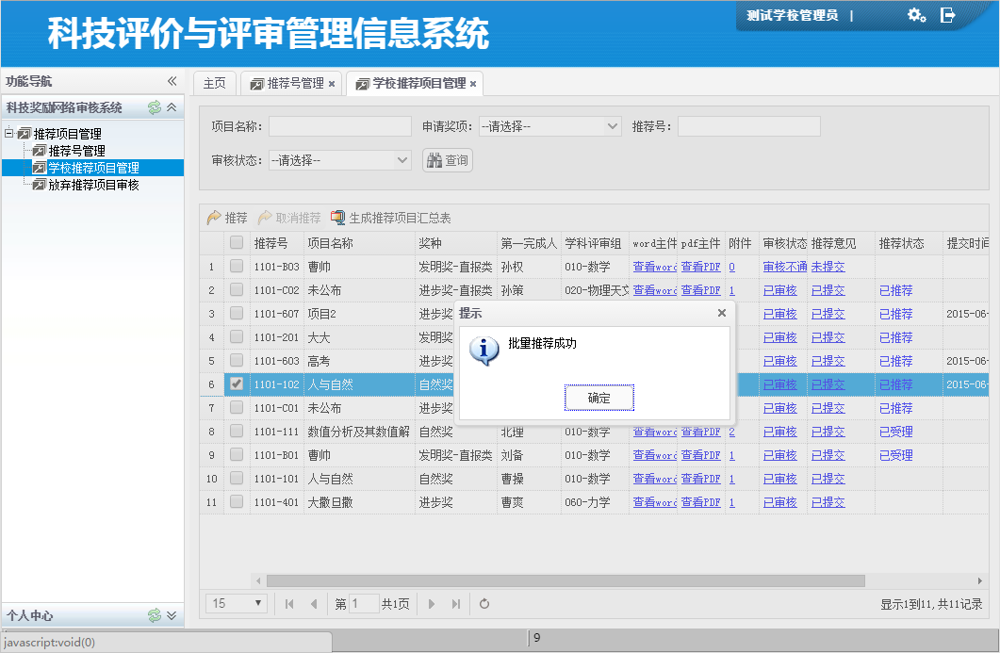 科技评价与评审管理信息系统
测试学校管理员 |
功能导航
科技奖励网络审核系统
推荐项目管理
推荐号管理
学校推荐项目管理
放弃推荐项目审核
个人中心
主页 推荐号管理 × 学校推荐项目管理 ×
项目名称： 申请奖项： --请选择-- 推荐号：
审核状态： --请选择-- 查询
推荐 取消推荐 生成推荐项目汇总表
推荐号 项目名称 奖种 第一完成人 学科评审组 word主件 pdf主件 附件 审核状态 推荐意见 推荐状态 提交时间
1 1101-B03 曹帅 发明奖-直报类 孙权 010-数学 查看word 查看PDF 0 审核不通 未提交
2 1101-C02 未公布 进步奖-直报类 孙策 020-物理天文 查看word 查看PDF 1 已审核 已提交 已推荐
3 1101-607 项目2 进步奖 已审核 已提交 已推荐 2015-06-
4 1101-201 大大 发明奖 已审核 已提交 已推荐
5 1101-603 高考 进步奖 已审核 已提交 已推荐 2015-06-
6 1101-102 人与自然 自然奖 已审核 已提交 已推荐 2015-06-
7 1101-C01 未公布 进步奖 已审核 已提交 已推荐
8 1101-111 数值分析及其数值解 自然奖 北理 010-数学 查看word 查看PDF 2 已审核 已提交 已受理
9 1101-B01 曹帅 发明奖-直报类 刘备 010-数学 查看word 查看PDF 1 已审核 已提交 已受理
10 1101-101 人与自然 自然奖 曹操 010-数学 查看word 查看PDF 1 已审核 已提交
11 1101-401 大撒旦撒 进步奖 曹爽 060-力学 查看word 查看PDF 1 已审核 已提交
提示 ×
批量推荐成功
确定
15 第 1 共1页 显示1到11, 共11记录
javascript:void(0) 9